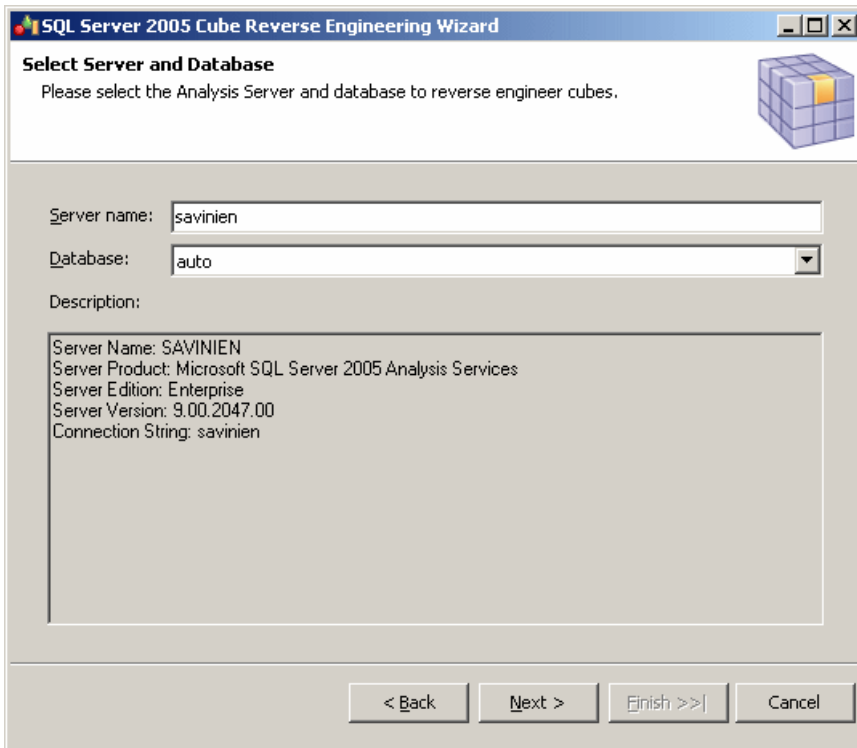 SQL Server 2005 Cube Reverse Engineering Wizard
Select Server and Database
Please select the Analysis Server and database to reverse engineer cubes.
Server name: savinien
Database: auto
Description:
Server Name: SAVINIEN
Server Product: Microsoft SQL Server 2005 Analysis Services
Server Edition: Enterprise
Server Version: 9.00.2047.00
Connection String: savinien
< Back Next > Finish >>| Cancel